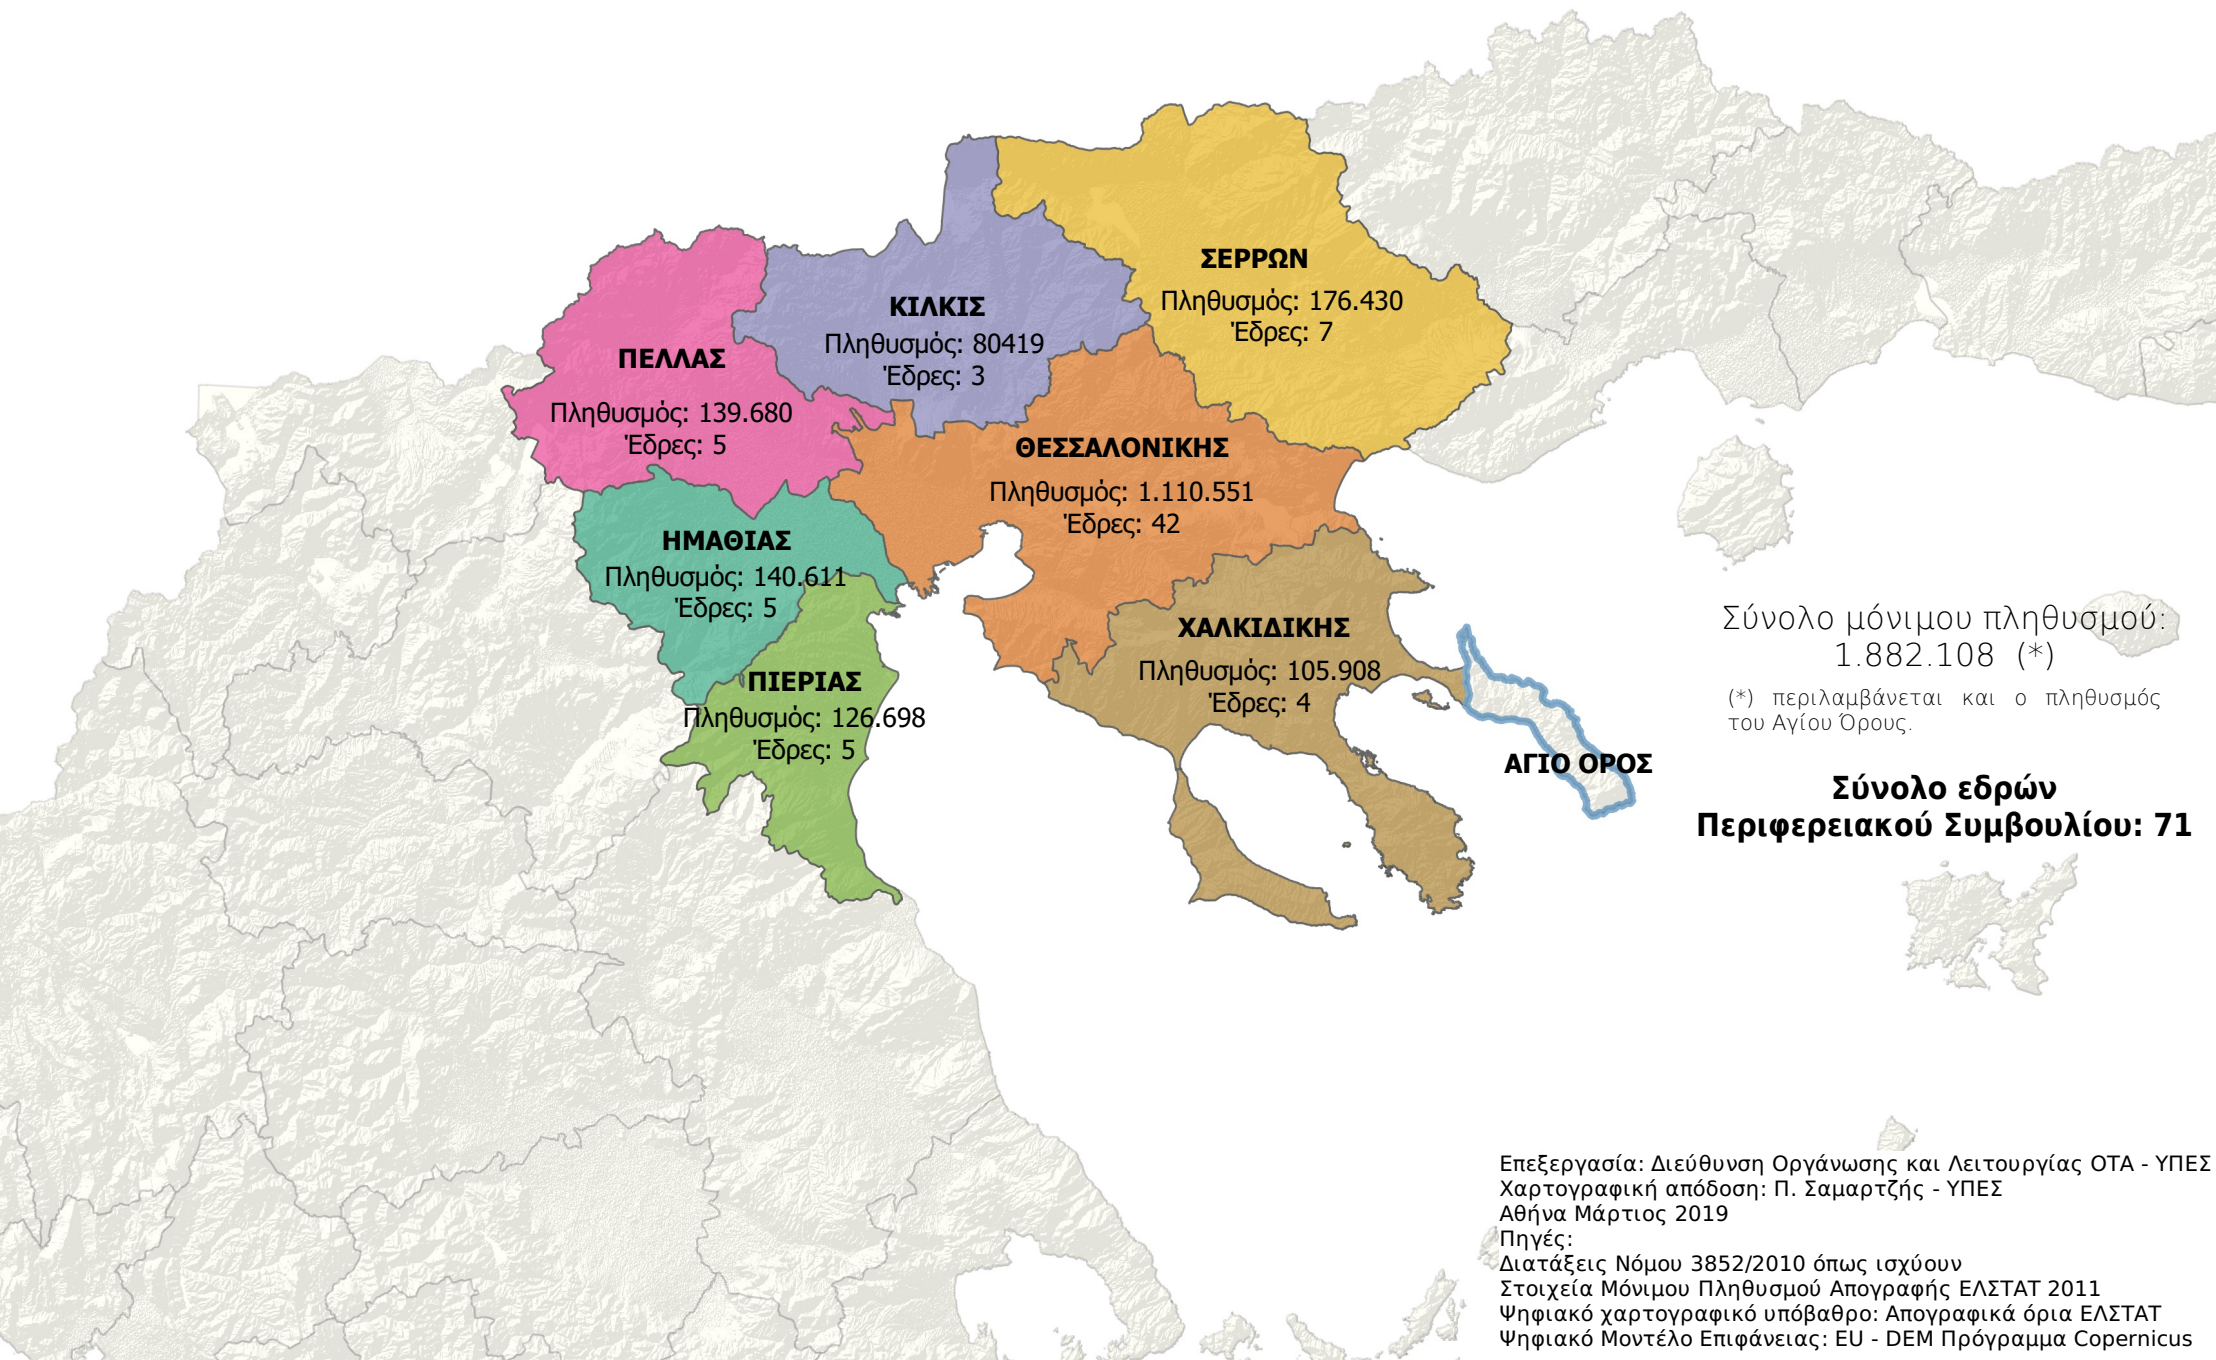 ΣΕΡΡΩΝ
Πληθυσμός: 176.430
Έδρες: 7
ΚΙΛΚΙΣ
Πληθυσμός: 80419
Έδρες: 3
ΠΕΛΛΑΣ
Πληθυσμός: 139.680
Έδρες: 5
ΘΕΣΣΑΛΟΝΙΚΗΣ
Πληθυσμός: 1.110.551
Έδρες: 42
ΗΜΑΘΙΑΣ
Πληθυσμός: 140.611
Έδρες: 5
ΧΑΛΚΙΔΙΚΗΣ
Πληθυσμός: 105.908
Έδρες: 4
ΠΙΕΡΙΑΣ
Πληθυσμός: 126.698
Έδρες: 5
ΑΓΙΟ ΟΡΟΣ
Σύνολο μόνιμου πληθυσμού:
1.882.108 (*)
(*) περιλαμβάνεται και ο πληθυσμός
του Αγίου Όρους.
Σύνολο εδρών
Περιφερειακού Συμβουλίου: 71
Επεξεργασία: Διεύθυνση Οργάνωσης και Λειτουργίας ΟΤΑ - ΥΠΕΣ
Χαρτογραφική απόδοση: Π. Σαμαρτζής - ΥΠΕΣ
Αθήνα Μάρτιος 2019
Πηγές:
Διατάξεις Νόμου 3852/2010 όπως ισχύουν
Στοιχεία Μόνιμου Πληθυσμού Απογραφής ΕΛΣΤΑΤ 2011
Ψηφιακό χαρτογραφικό υπόβαθρο: Απογραφικά όρια ΕΛΣΤΑΤ
Ψηφιακό Μοντέλο Επιφάνειας: EU - DEM Πρόγραμμα Copernicus